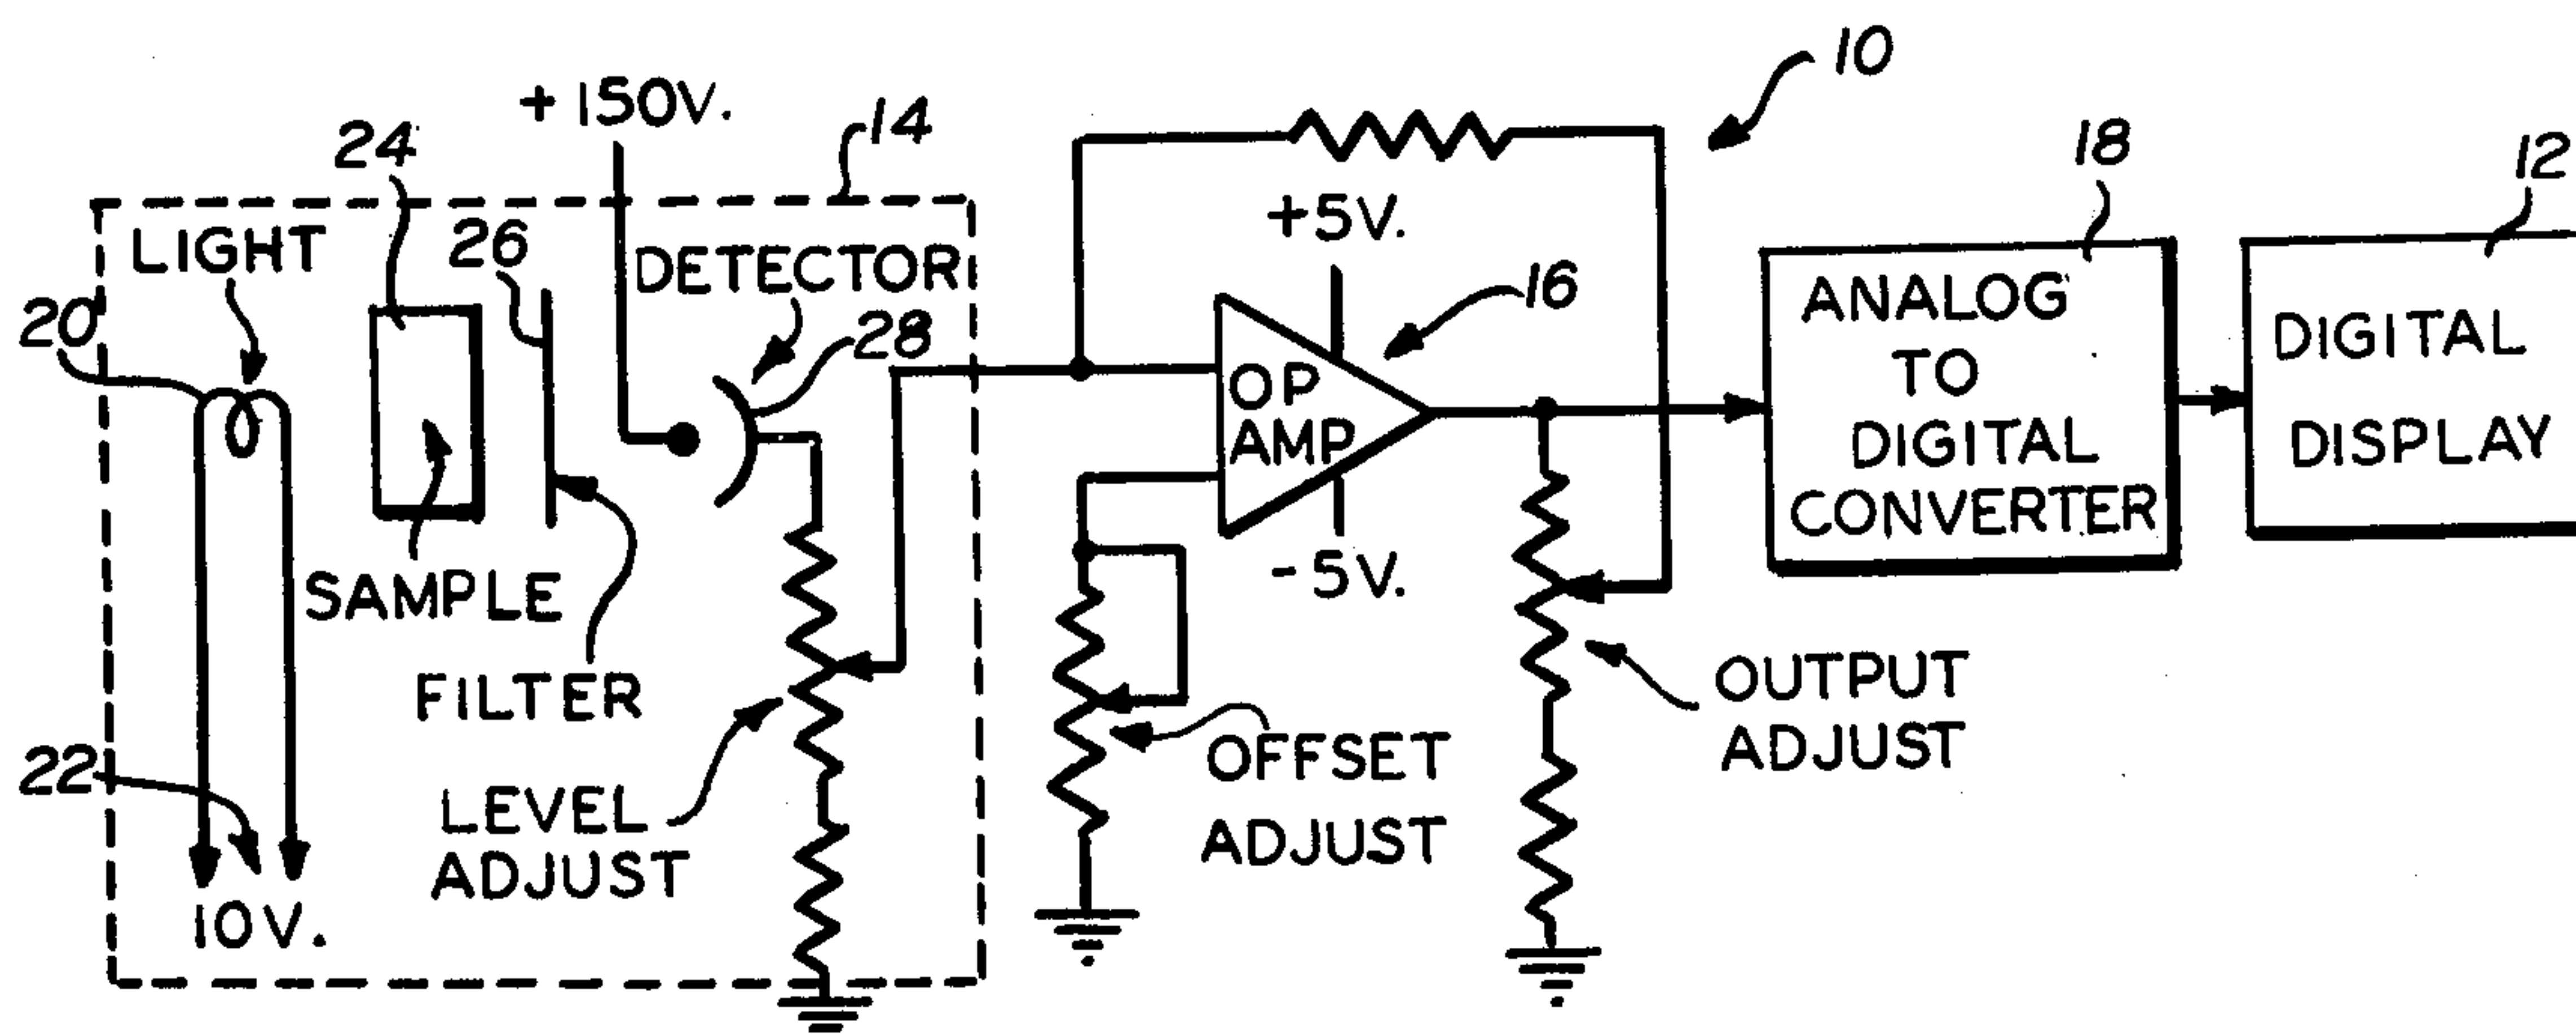 10
+ 150V.
14
24
18
12
LIGHT
26
DETECTOR
+5V.
16
20
28
ANALOG
TO
DIGITAL
CONVERTER
DIGITAL
DISPLAY
OP
AMP
SAMPLE
-5V.
FILTER
OUTPUT
ADJUST
22
LEVEL
ADJUST
OFFSET
ADJUST
10V.